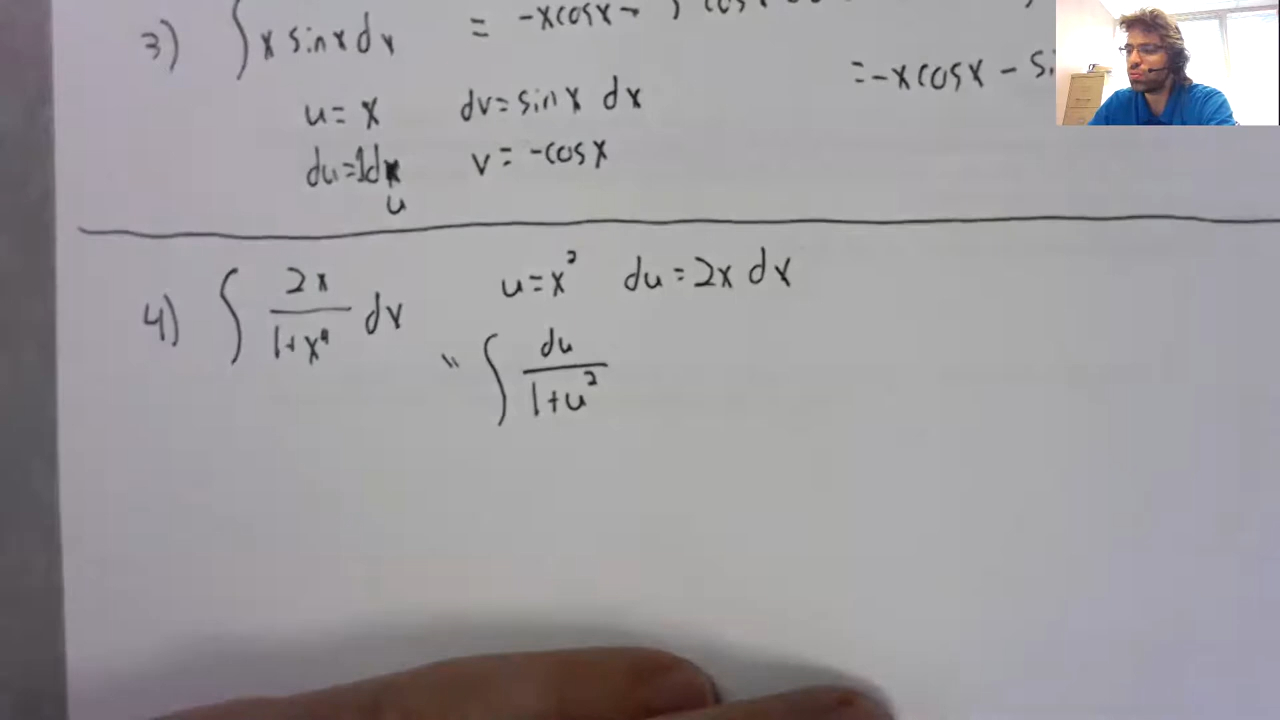 3) ∫ x sin x dx = -x cos x -
= -x cos x - si
u = x dv = sin x dx
du = 1dx v = -cos x
u
4) ∫ 2x/(1+x⁴) dx u = x² du = 2x dx
" ∫ du/(1+u²)